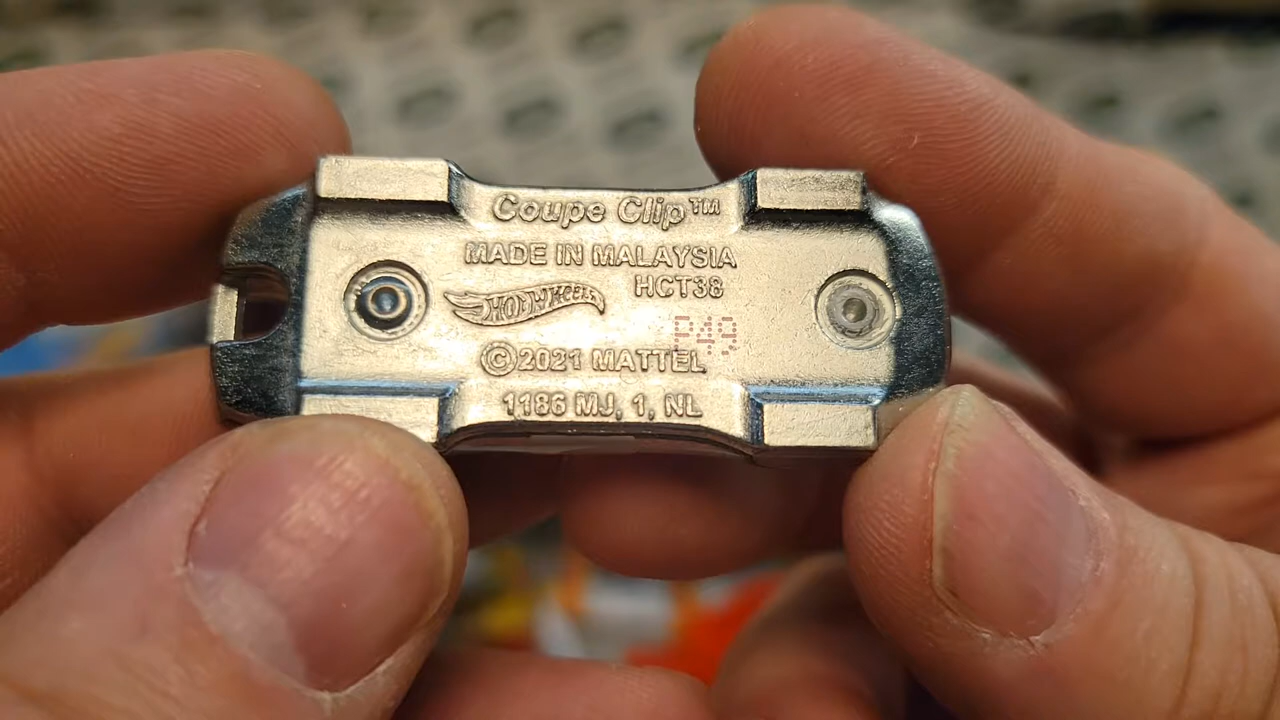 Coupe Clip™
MADE IN MALAYSIA
HCT38
HOT WHEELS
P49
©2021 MATTEL
1186 MJ, 1, NL